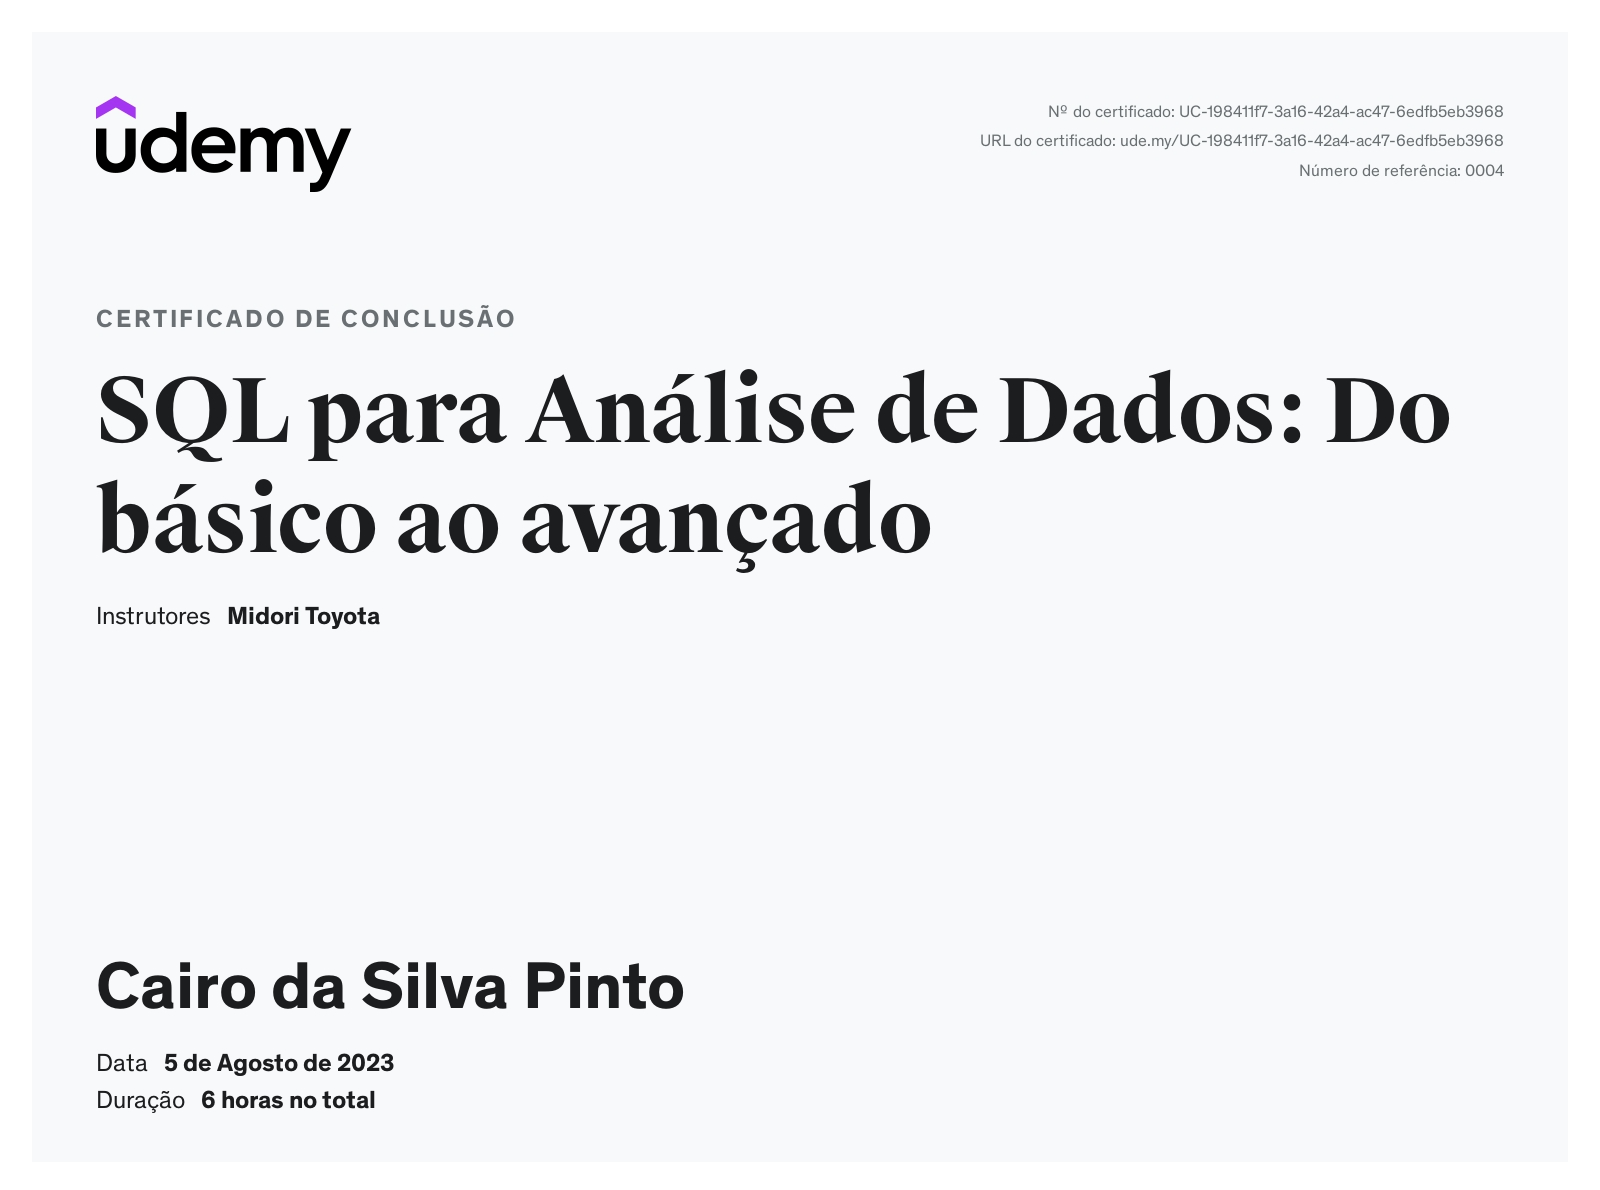 udemy
Nº do certificado: UC-198411f7-3a16-42a4-ac47-6edfb5eb3968
URL do certificado: ude.my/UC-198411f7-3a16-42a4-ac47-6edfb5eb3968
Número de referência: 0004
CERTIFICADO DE CONCLUSÃO
SQL para Análise de Dados: Do
básico ao avançado
Instrutores Midori Toyota
Cairo da Silva Pinto
Data 5 de Agosto de 2023
Duração 6 horas no total